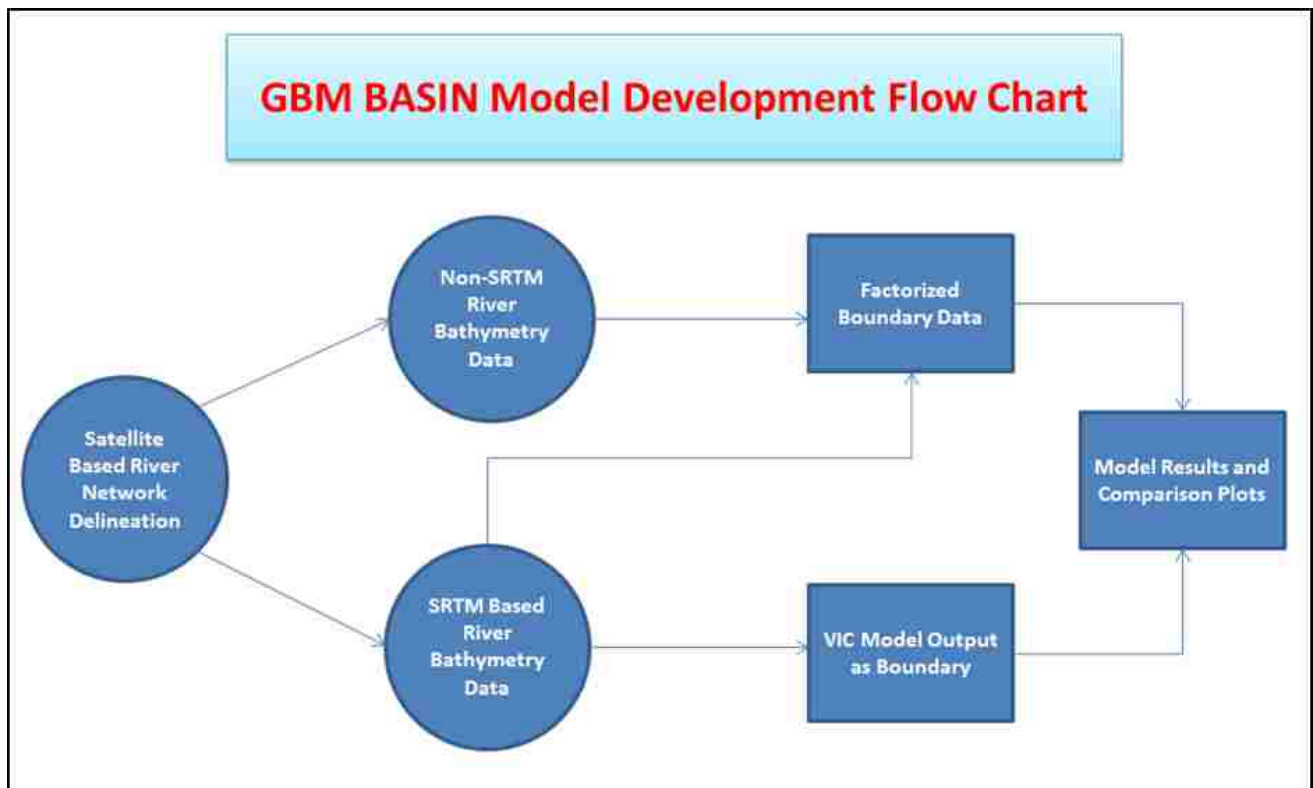 GBM BASIN Model Development Flow Chart
Non-SRTM
River
Bathymetry
Data
Factorized
Boundary Data
Satellite
Based River
Network
Delineation
Model Results and
Comparison Plots
SRTM Based
River
Bathymetry
Data
VIC Model Output
as Boundary